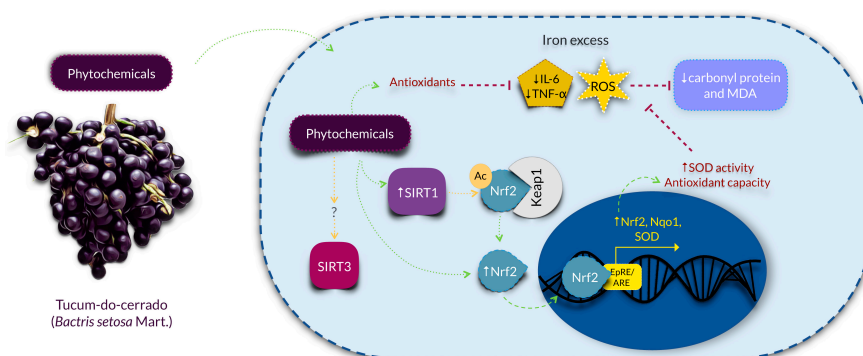 Iron excess
Phytochemicals
Antioxidants
↓IL-6
↓TNF-α
ROS
↓carbonyl protein
and MDA
Phytochemicals
↑SOD activity
Antioxidant capacity
Ac
↑SIRT1
Nrf2
Keap1
?
↑Nrf2, Nqo1,
SOD
SIRT3
↑Nrf2
Nrf2
EpRE/
ARE
Tucum-do-cerrado
(Bactris setosa Mart.)